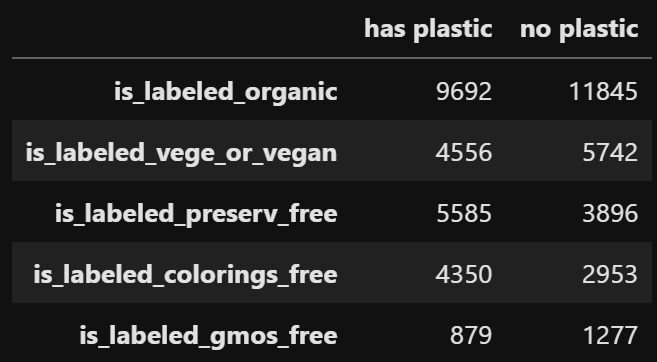 has plastic no plastic
is_labeled_organic 9692 11845
is_labeled_vege_or_vegan 4556 5742
is_labeled_preserv_free 5585 3896
is_labeled_colorings_free 4350 2953
is_labeled_gmos_free 879 1277